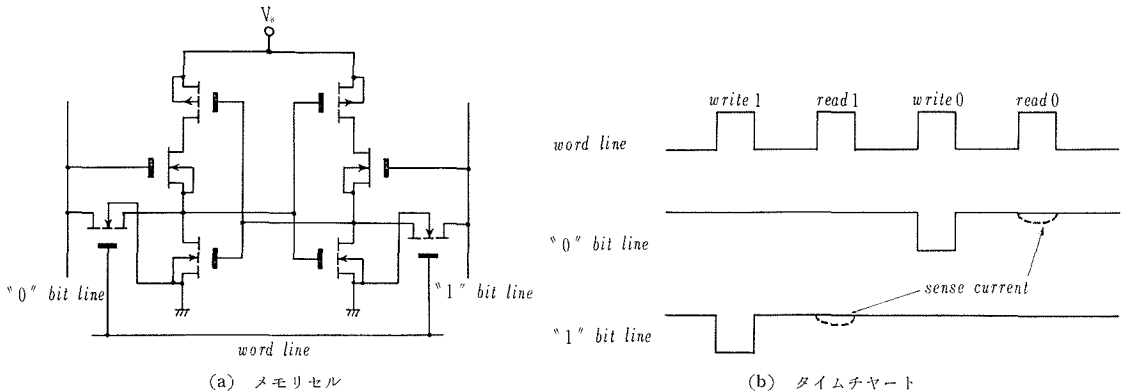 Vs
"0" bit line
"1" bit line
word line
(a) メモリセル
write 1
read 1
write 0
read 0
word line
"0" bit line
sense current
"1" bit line
(b) タイムチヤート